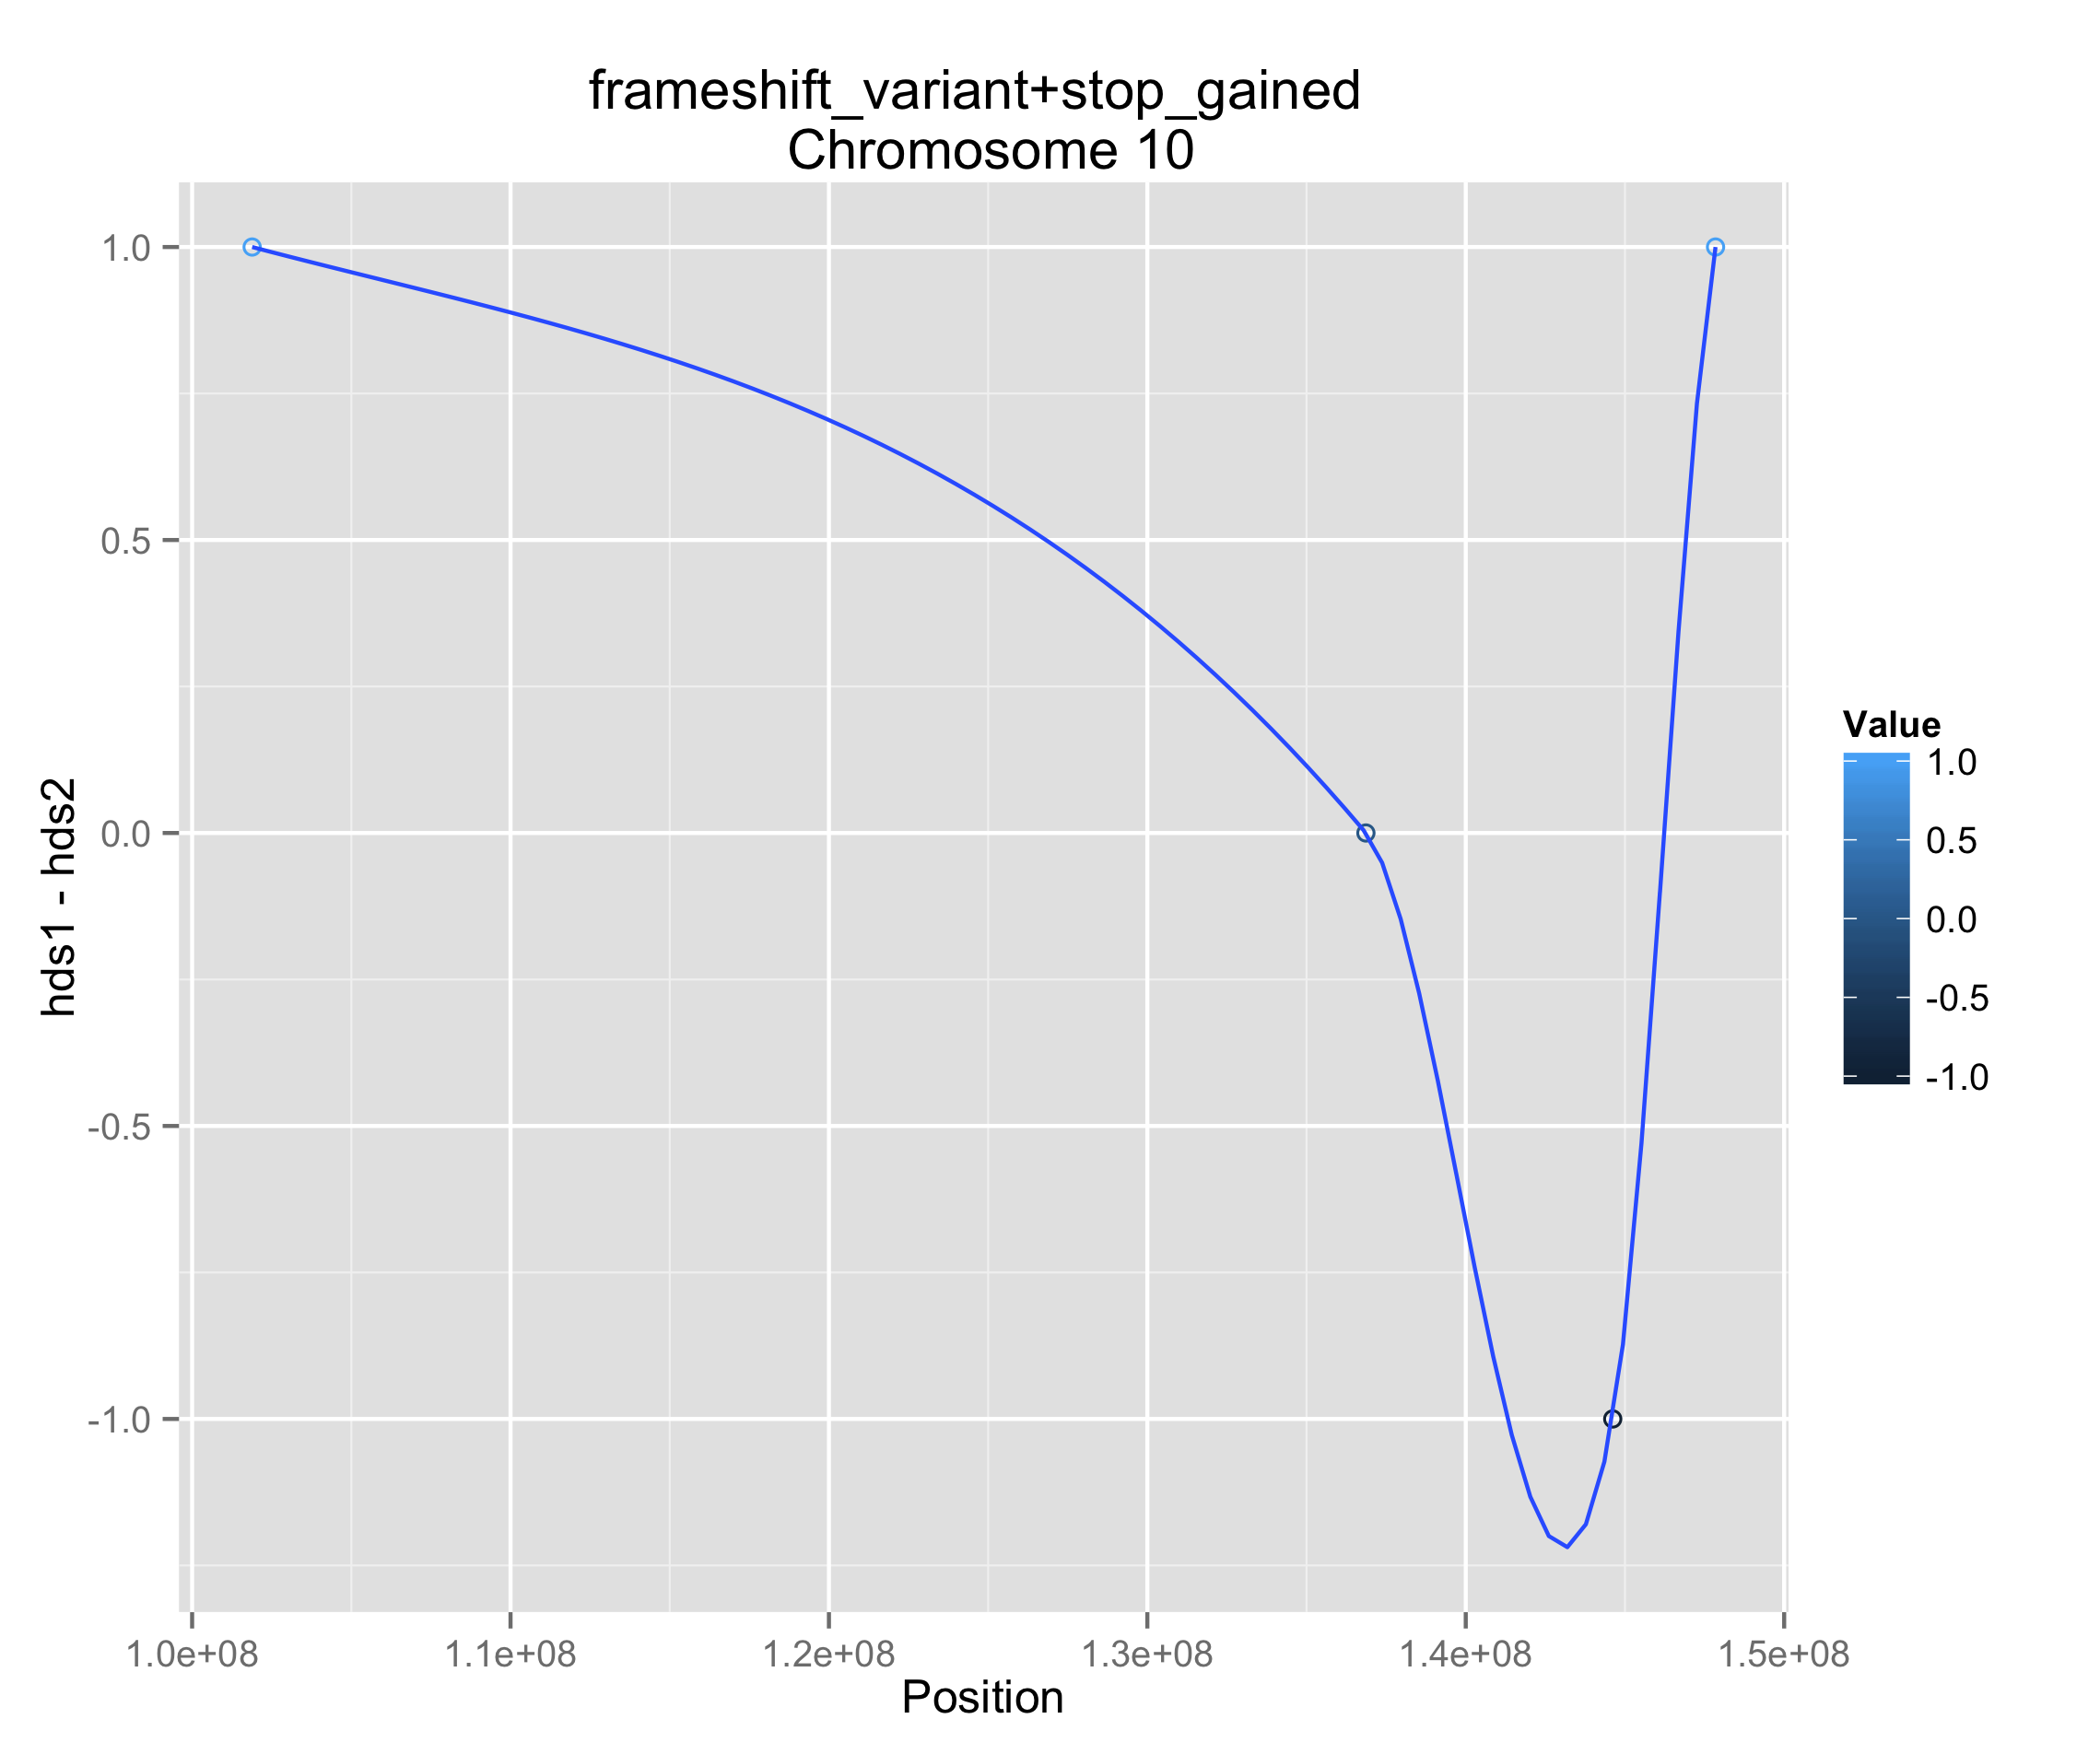 frameshift_variant+stop_gained
Chromosome 10
1.0
0.5
0.0
-0.5
-1.0
hds1 - hds2
1.0e+08 1.1e+08 1.2e+08 1.3e+08 1.4e+08 1.5e+08
Position
Value
1.0
0.5
0.0
-0.5
-1.0